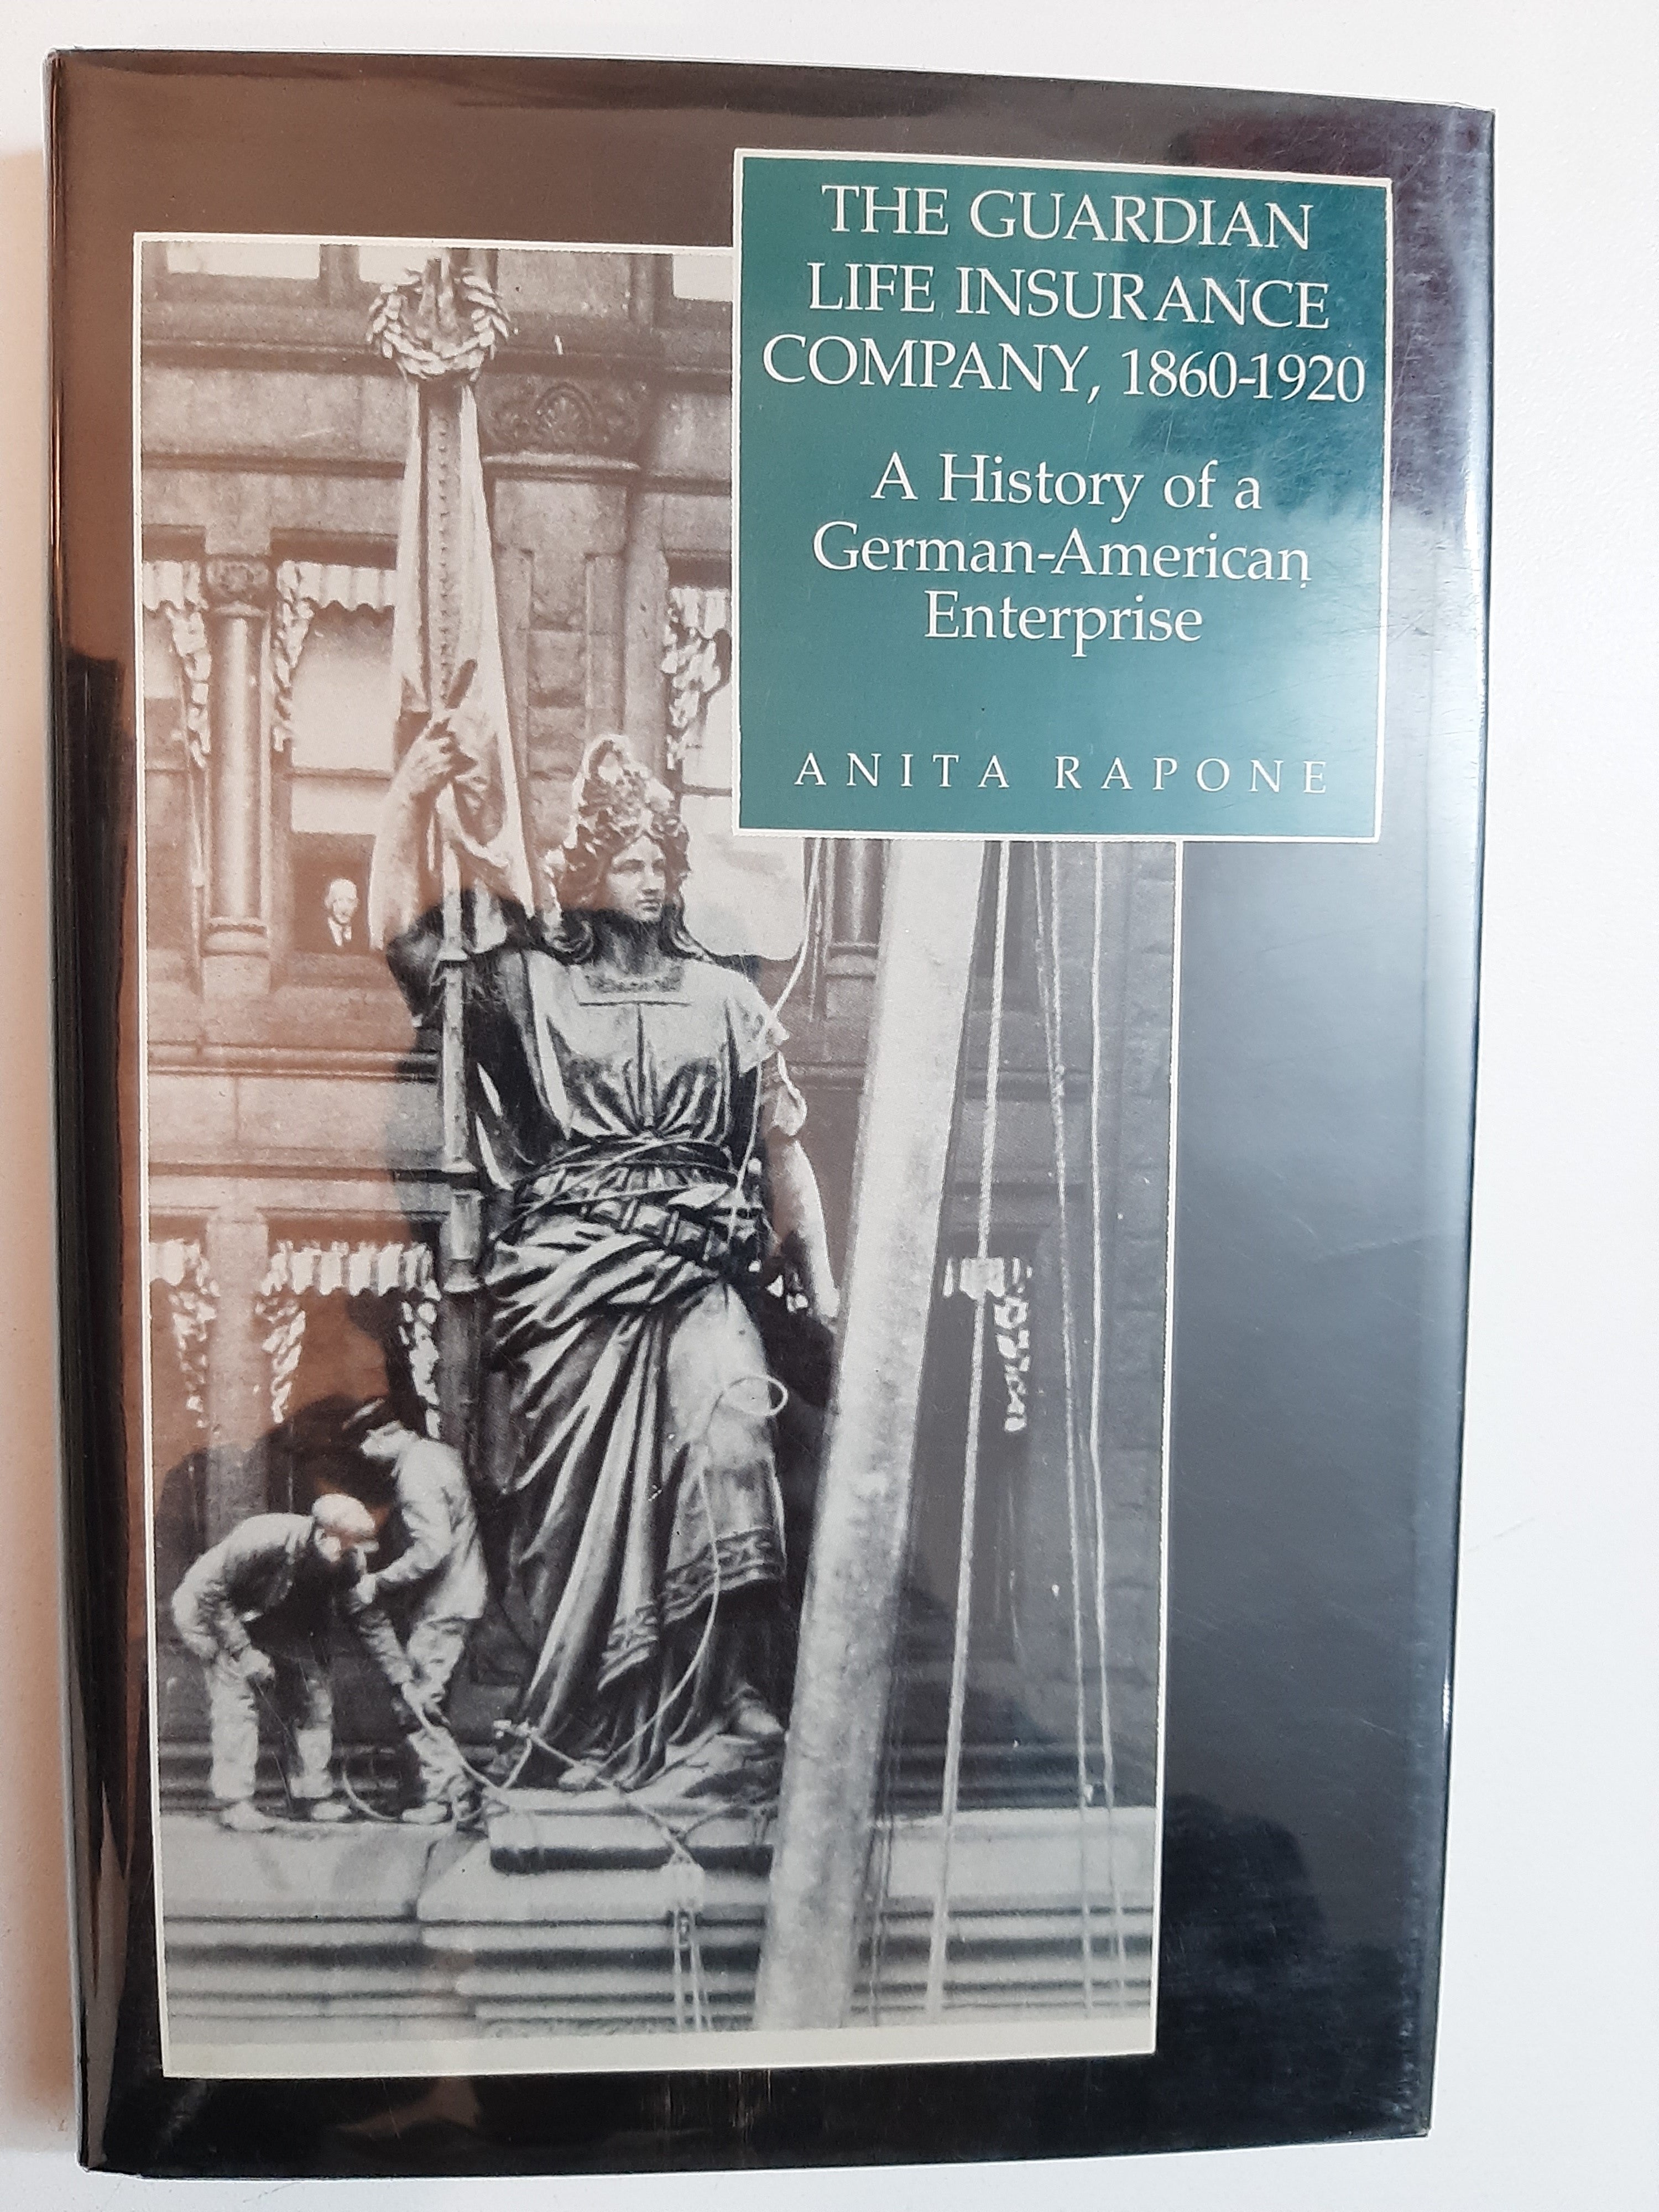 THE GUARDIAN
LIFE INSURANCE
COMPANY, 1860-1920
A History of a
German-American
Enterprise
ANITA RAPONE